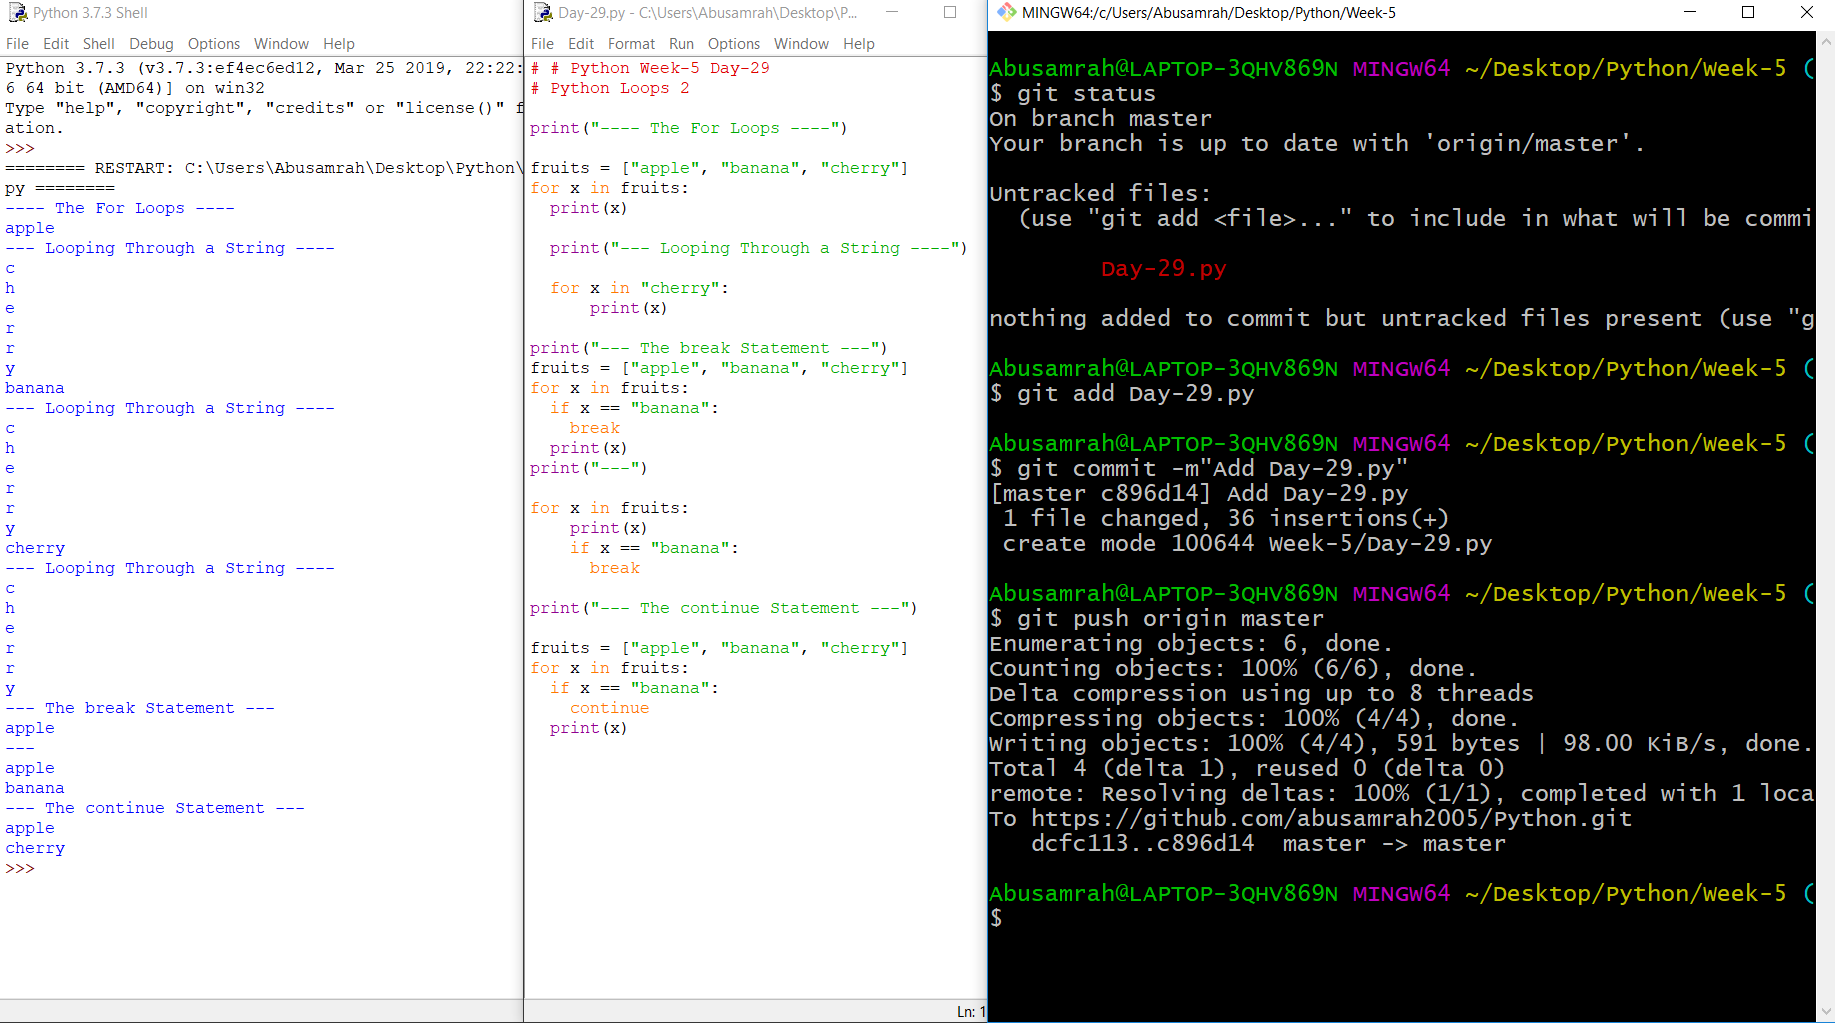 Python 3.7.3 Shell
File Edit Shell Debug Options Window Help
Python 3.7.3 (v3.7.3:ef4ec6ed12, Mar 25 2019, 22:22:
6 64 bit (AMD64)] on win32
Type "help", "copyright", "credits" or "license()" f
ation.
>>>
======== RESTART: C:\Users\Abusamrah\Desktop\Python\
py ========
---- The For Loops ----
apple
--- Looping Through a String ----
c
h
e
r
r
y
banana
--- Looping Through a String ----
c
h
e
r
r
y
cherry
--- Looping Through a String ----
c
h
e
r
r
y
--- The break Statement ---
apple
---
apple
banana
--- The continue Statement ---
apple
cherry
>>>
Day-29.py - C:\Users\Abusamrah\Desktop\P...
File Edit Format Run Options Window Help
# # Python Week-5 Day-29
# Python Loops 2
print("---- The For Loops ----")
fruits = ["apple", "banana", "cherry"]
for x in fruits:
  print(x)
  print("--- Looping Through a String ----")
  for x in "cherry":
      print(x)
print("--- The break Statement ---")
fruits = ["apple", "banana", "cherry"]
for x in fruits:
  if x == "banana":
    break
  print(x)
print("---")
for x in fruits:
    print(x)
    if x == "banana":
      break
print("--- The continue Statement ---")
fruits = ["apple", "banana", "cherry"]
for x in fruits:
  if x == "banana":
    continue
  print(x)
Ln: 1
MINGW64:/c/Users/Abusamrah/Desktop/Python/Week-5
Abusamrah@LAPTOP-3QHV869N MINGW64 ~/Desktop/Python/Week-5 (
$ git status
On branch master
Your branch is up to date with 'origin/master'.
Untracked files:
  (use "git add <file>..." to include in what will be commi
        Day-29.py
nothing added to commit but untracked files present (use "g
Abusamrah@LAPTOP-3QHV869N MINGW64 ~/Desktop/Python/Week-5 (
$ git add Day-29.py
Abusamrah@LAPTOP-3QHV869N MINGW64 ~/Desktop/Python/Week-5 (
$ git commit -m"Add Day-29.py"
[master c896d14] Add Day-29.py
 1 file changed, 36 insertions(+)
 create mode 100644 Week-5/Day-29.py
Abusamrah@LAPTOP-3QHV869N MINGW64 ~/Desktop/Python/Week-5 (
$ git push origin master
Enumerating objects: 6, done.
Counting objects: 100% (6/6), done.
Delta compression using up to 8 threads
Compressing objects: 100% (4/4), done.
Writing objects: 100% (4/4), 591 bytes | 98.00 KiB/s, done.
Total 4 (delta 1), reused 0 (delta 0)
remote: Resolving deltas: 100% (1/1), completed with 1 loca
To https://github.com/abusamrah2005/Python.git
   dcfc113..c896d14  master -> master
Abusamrah@LAPTOP-3QHV869N MINGW64 ~/Desktop/Python/Week-5 (
$